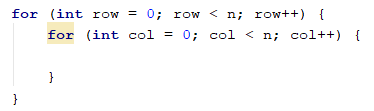 for (int row = 0; row < n; row++) {
    for (int col = 0; col < n; col++) {
    }
}